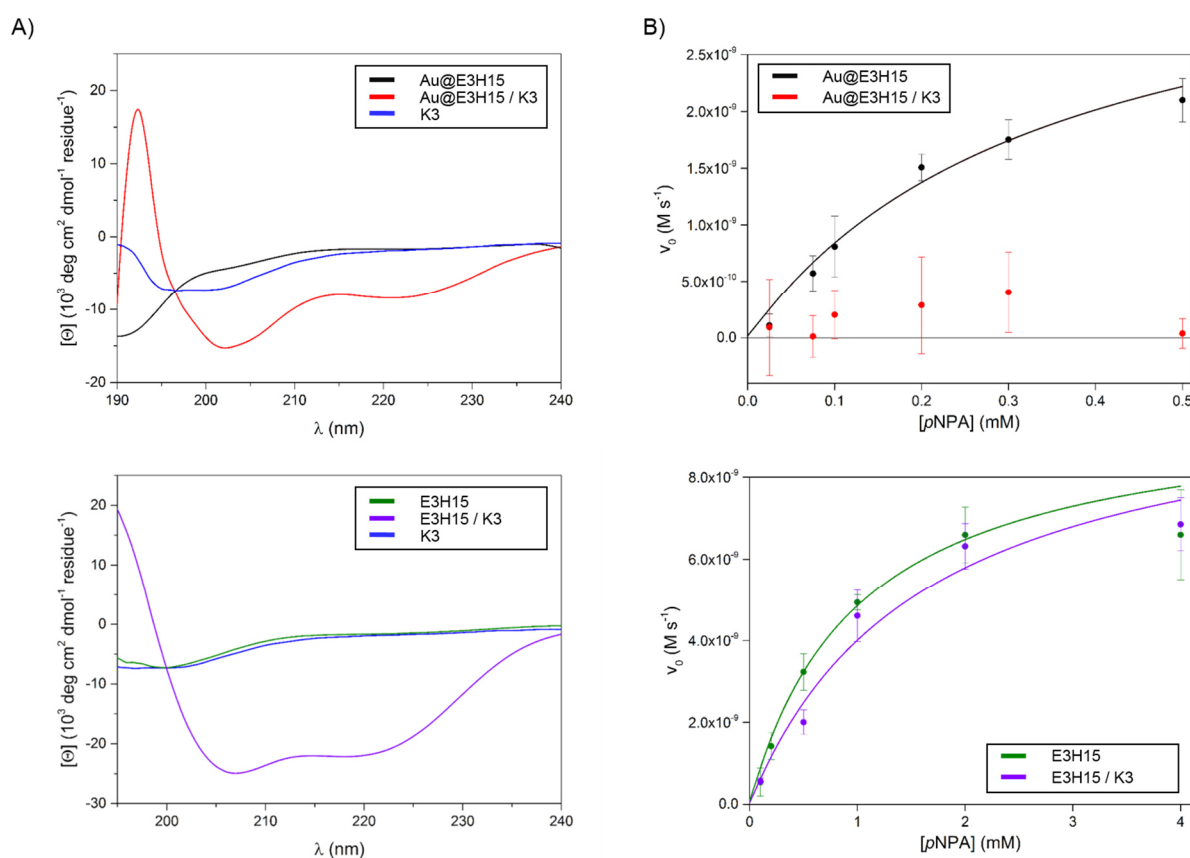 A)
Au@E3H15
Au@E3H15 / K3
K3
[Θ] (10³ deg cm² dmol⁻¹ residue⁻¹)
20
10
0
-10
-20
190 200 210 220 230 240
λ (nm)
B)
Au@E3H15
Au@E3H15 / K3
v₀ (M s⁻¹)
2.5x10⁻⁹
2.0x10⁻⁹
1.5x10⁻⁹
1.0x10⁻⁹
5.0x10⁻¹⁰
0.0
0.0 0.1 0.2 0.3 0.4 0.5
[pNPA] (mM)
E3H15
E3H15 / K3
K3
[Θ] (10³ deg cm² dmol⁻¹ residue⁻¹)
20
10
0
-10
-20
-30
200 210 220 230 240
λ (nm)
v₀ (M s⁻¹)
8.0x10⁻⁹
6.0x10⁻⁹
4.0x10⁻⁹
2.0x10⁻⁹
0.0
E3H15
E3H15 / K3
0 1 2 3 4
[pNPA] (mM)